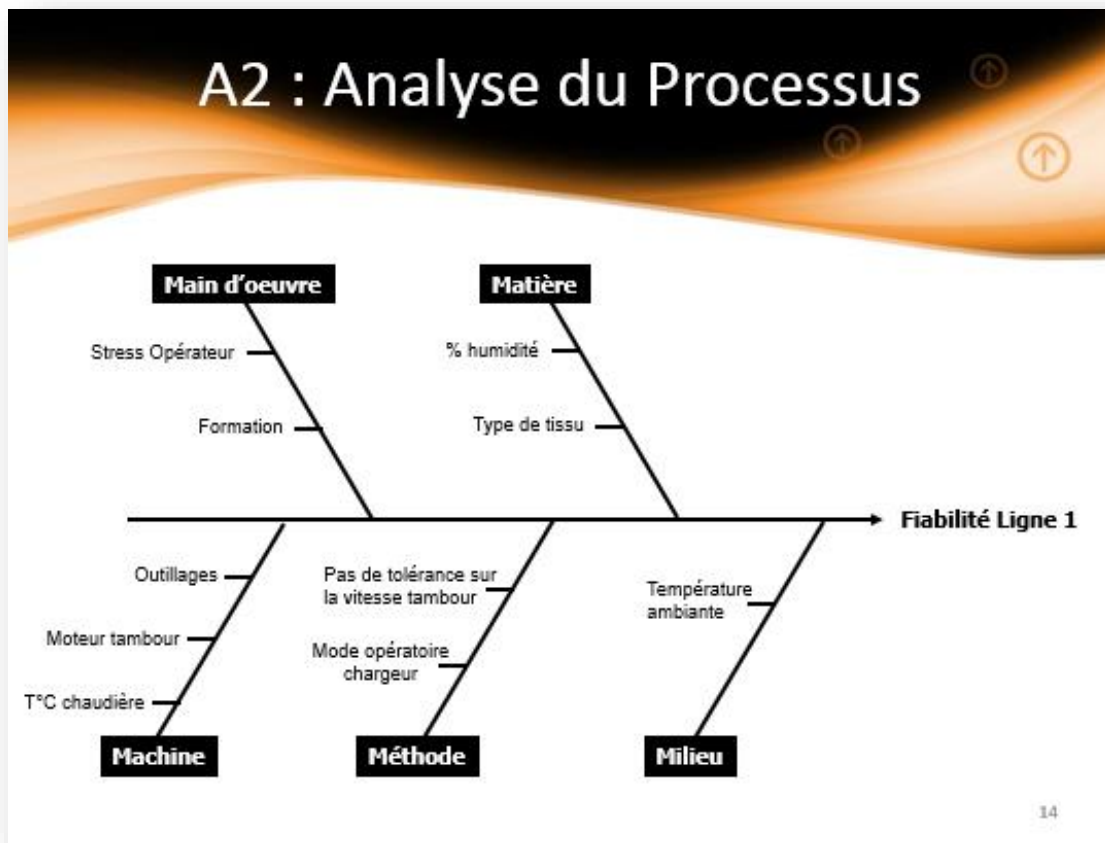 A2 : Analyse du Processus
Main d'oeuvre
Matière
Stress Opérateur
% humidité
Formation
Type de tissu
Fiabilité Ligne 1
Outillages
Pas de tolérance sur
la vitesse tambour
Température
ambiante
Moteur tambour
Mode opératoire
chargeur
T°C chaudière
Machine
Méthode
Milieu
14